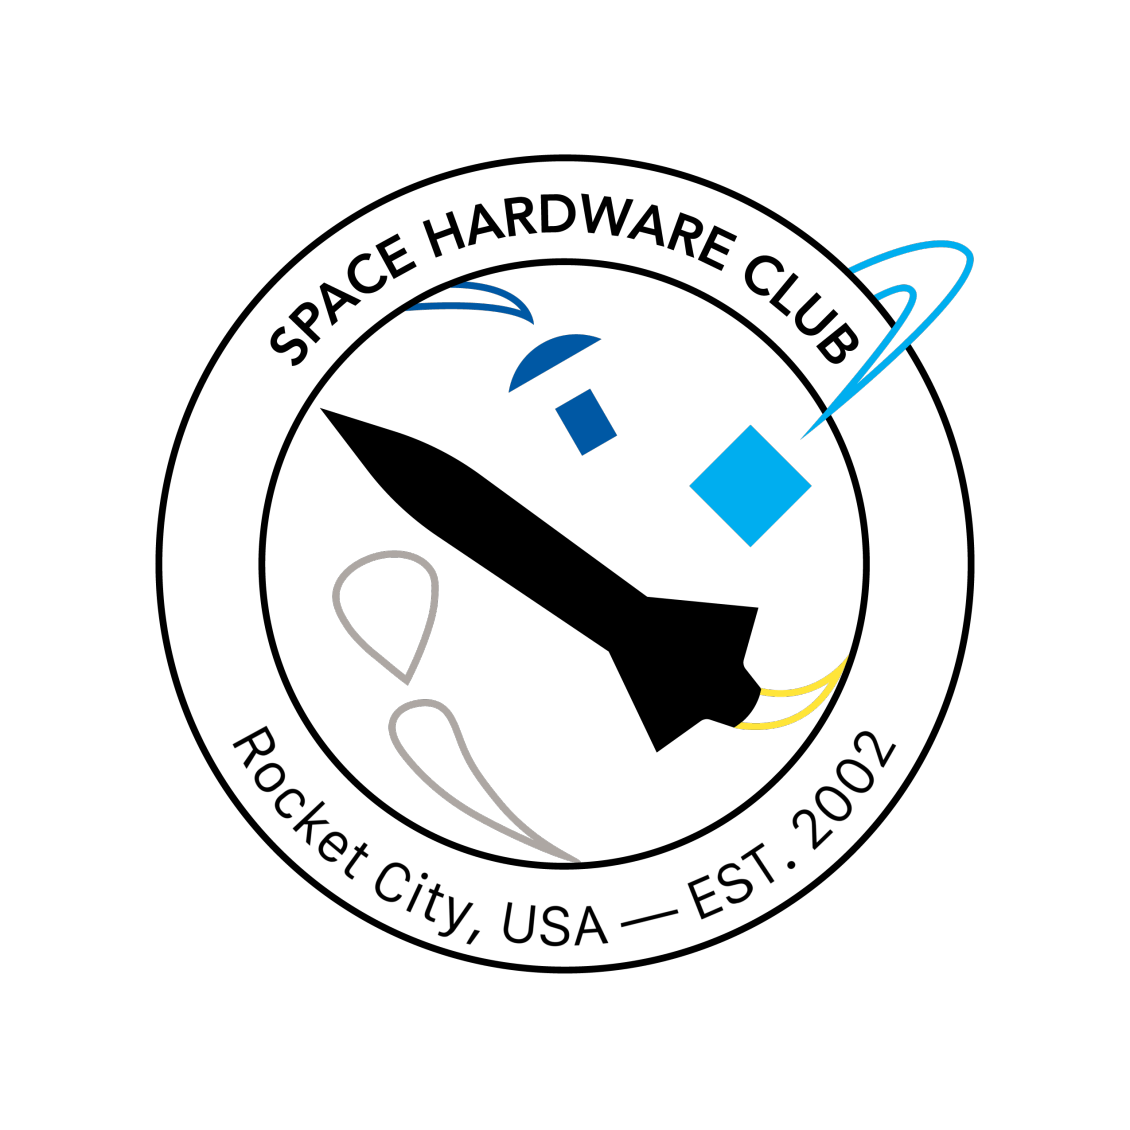 SPACE HARDWARE CLUB
Rocket City, USA — EST. 2002